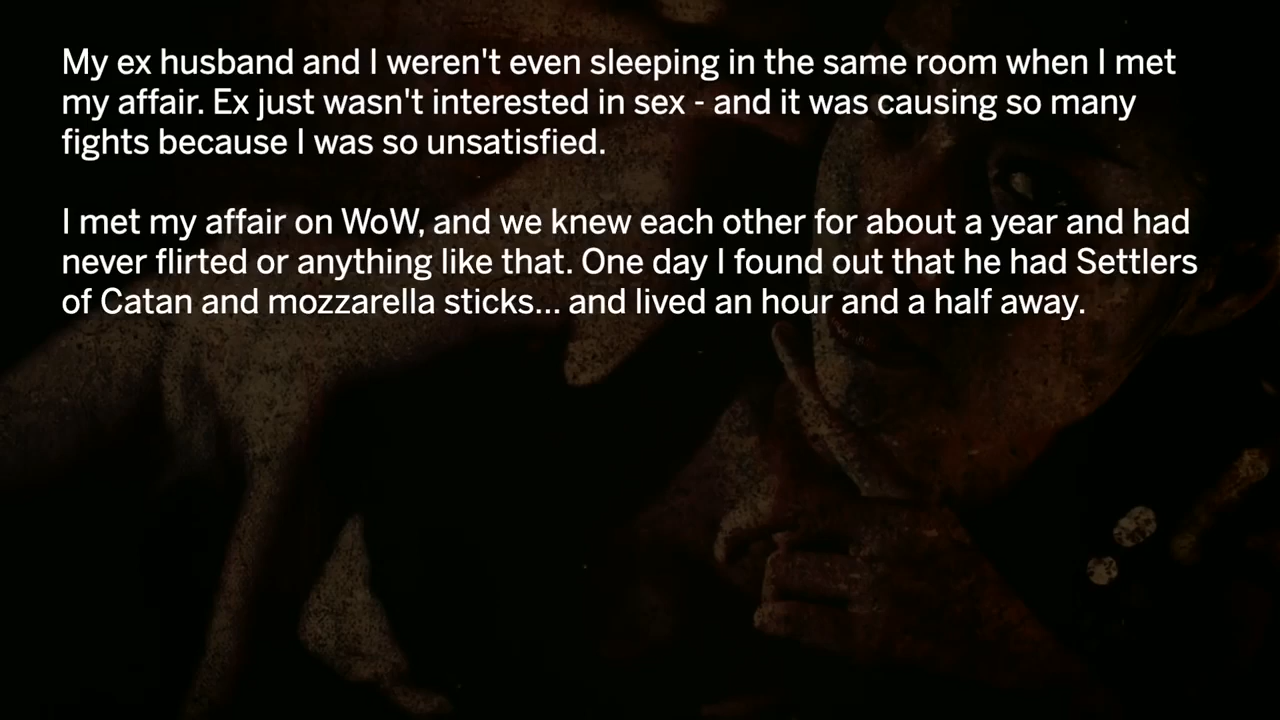 My ex husband and I weren't even sleeping in the same room when I met
my affair. Ex just wasn't interested in sex - and it was causing so many
fights because I was so unsatisfied.
I met my affair on WoW, and we knew each other for about a year and had
never flirted or anything like that. One day I found out that he had Settlers
of Catan and mozzarella sticks... and lived an hour and a half away.